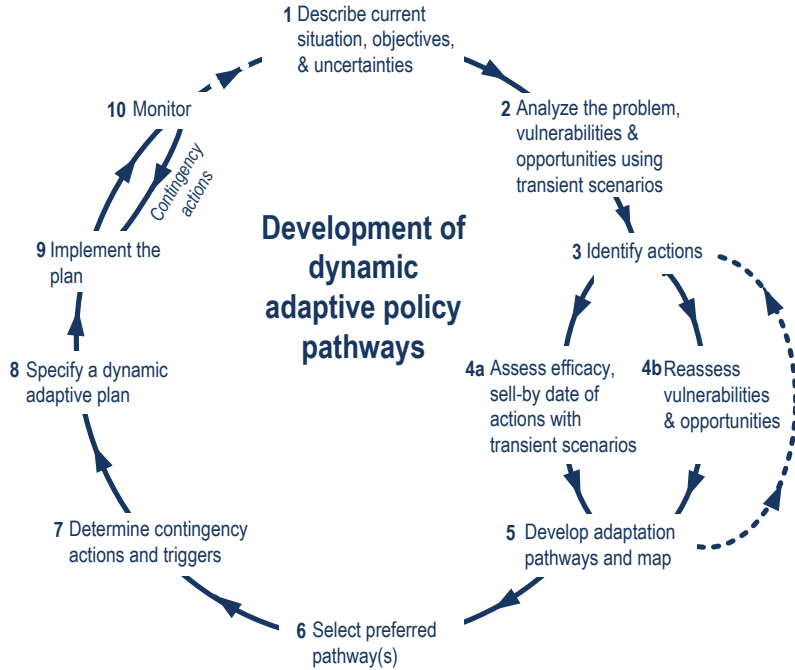 1 Describe current
situation, objectives,
& uncertainties
2 Analyze the problem,
vulnerabilities &
opportunities using
transient scenarios
3 Identify actions
4a Assess efficacy,
sell-by date of
actions with
transient scenarios
4b Reassess
vulnerabilities
& opportunities
5 Develop adaptation
pathways and map
6 Select preferred
pathway(s)
7 Determine contingency
actions and triggers
8 Specify a dynamic
adaptive plan
9 Implement the
plan
10 Monitor
Contingency
actions
Development of
dynamic
adaptive policy
pathways